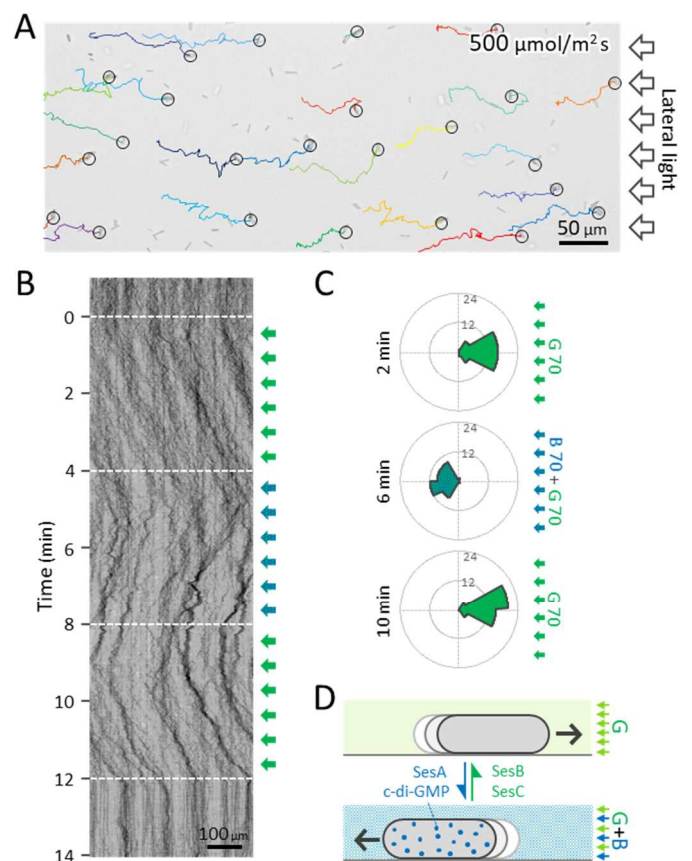 A
500 μmol/m²s
Lateral light
50 μm
B
0
2
4
6
8
10
12
14
Time (min)
100 μm
C
2 min
24
12
G 70
6 min
24
12
B 70 + G 70
10 min
24
12
G 70
D
G
SesA
c-di-GMP
SesB
SesC
G+B